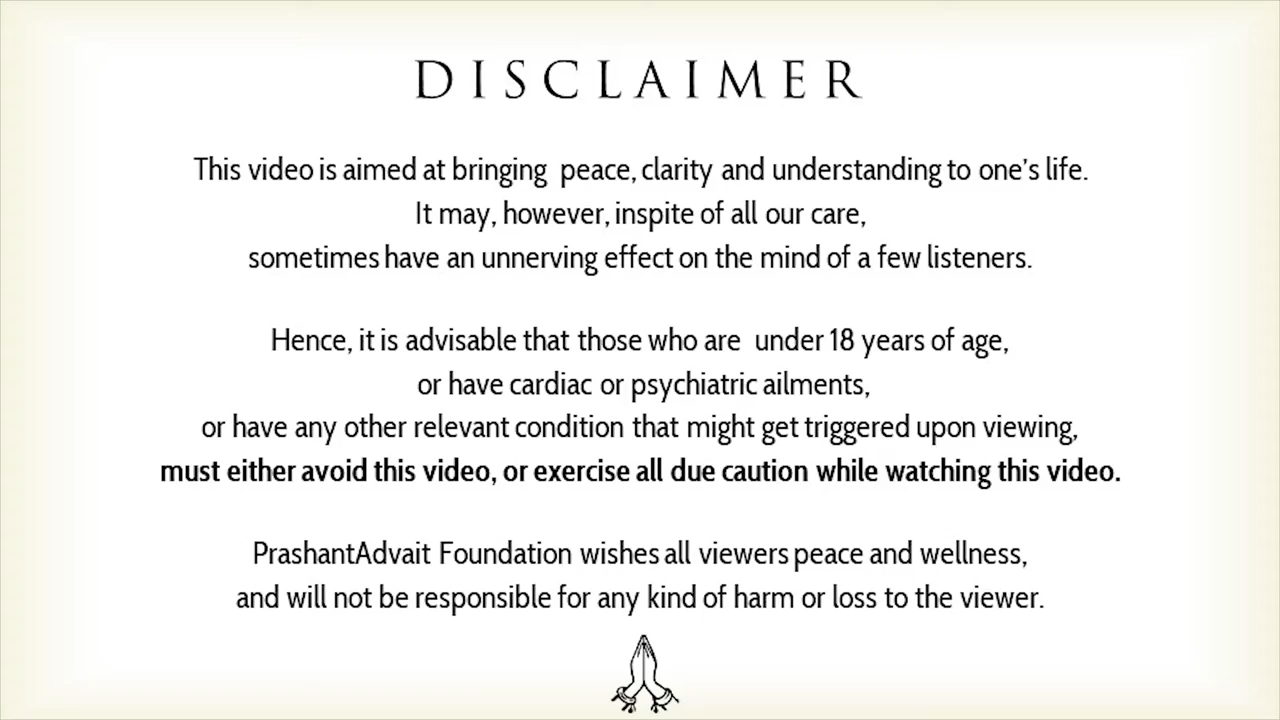 DISCLAIMER
This video is aimed at bringing peace, clarity and understanding to one's life.
It may, however, inspite of all our care,
sometimes have an unnerving effect on the mind of a few listeners.
Hence, it is advisable that those who are under 18 years of age,
or have cardiac or psychiatric ailments,
or have any other relevant condition that might get triggered upon viewing,
must either avoid this video, or exercise all due caution while watching this video.
PrashantAdvait Foundation wishes all viewers peace and wellness,
and will not be responsible for any kind of harm or loss to the viewer.